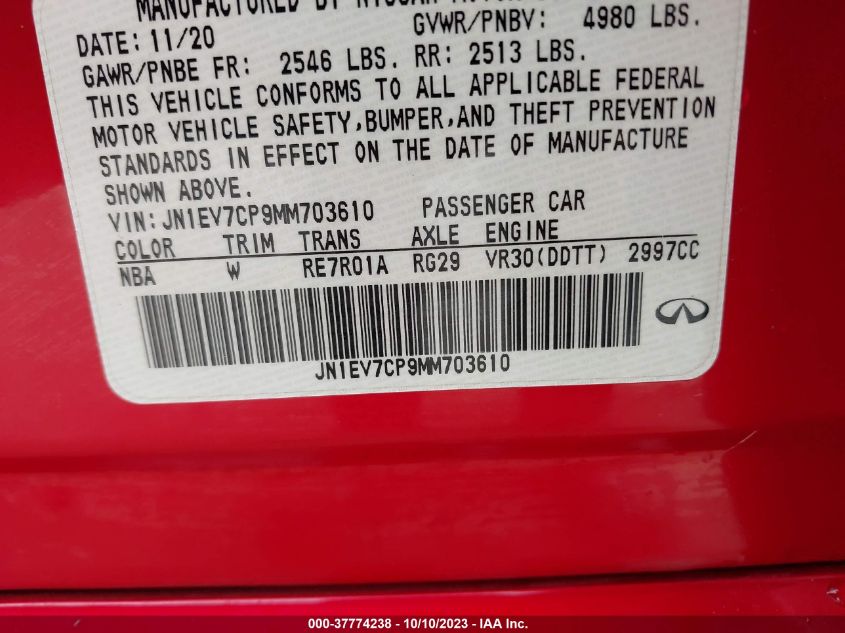 MANUFACTURED BY NISSAN
DATE: 11/20 GVWR/PNBV: 4980 LBS.
GAWR/PNBE FR: 2546 LBS. RR: 2513 LBS.
THIS VEHICLE CONFORMS TO ALL APPLICABLE FEDERAL
MOTOR VEHICLE SAFETY,BUMPER,AND THEFT PREVENTION
STANDARDS IN EFFECT ON THE DATE OF MANUFACTURE
SHOWN ABOVE.
VIN:JN1EV7CP9MM703610 PASSENGER CAR
COLOR TRIM TRANS AXLE ENGINE
NBA W RE7R01A RG29 VR30(DDTT) 2997CC
JN1EV7CP9MM703610
000-37774238 - 10/10/2023 - IAA Inc.